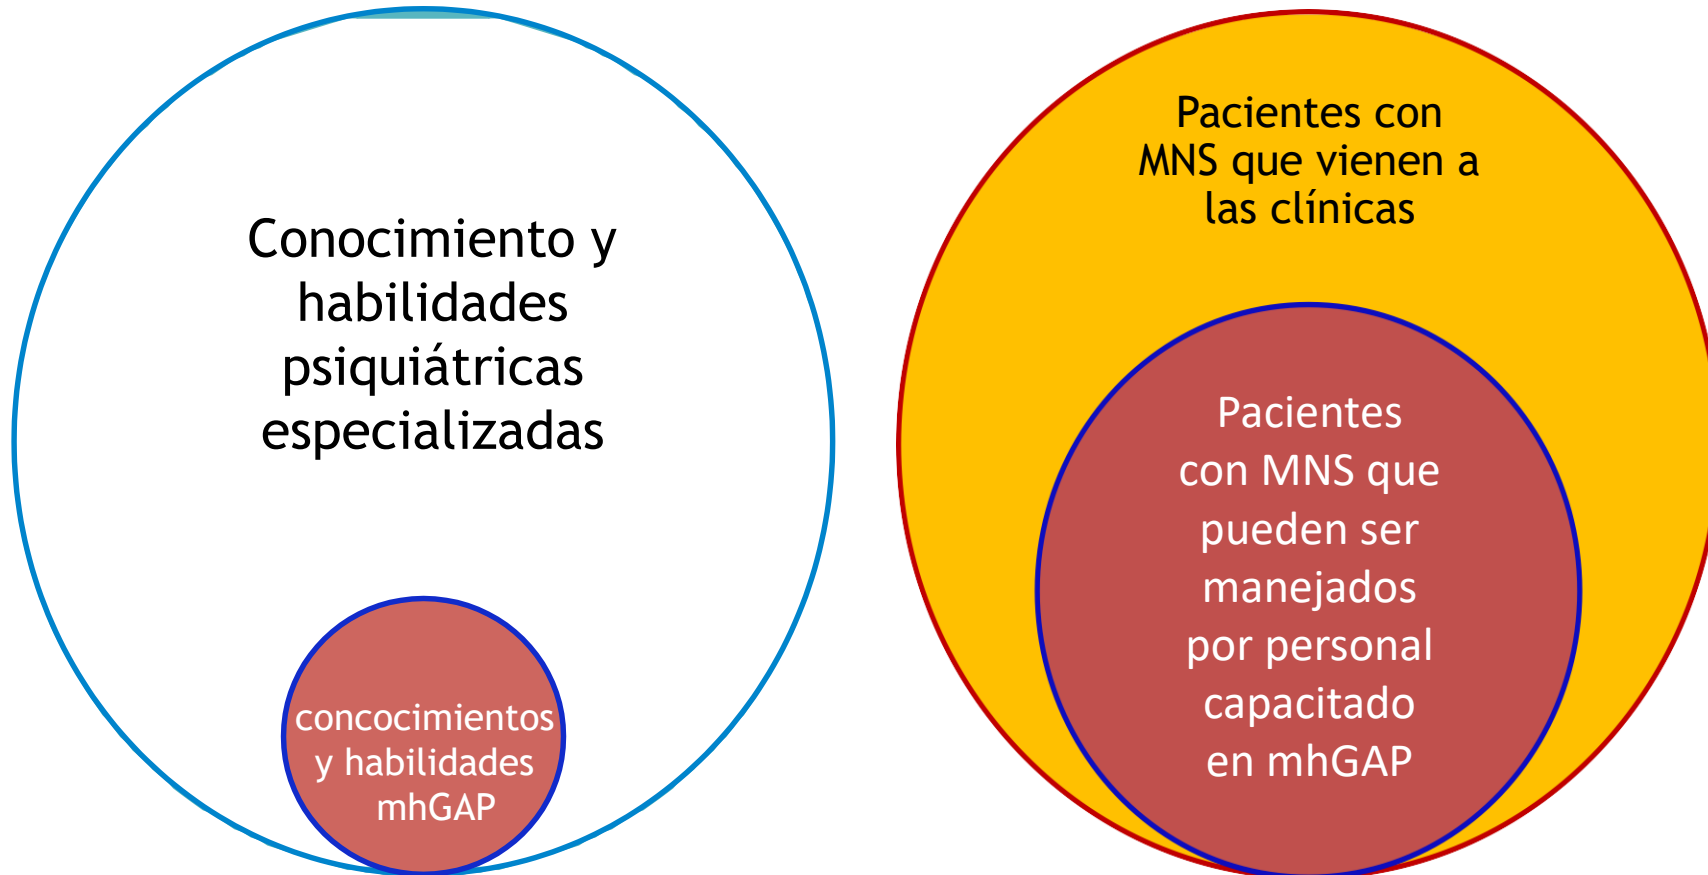 Conocimiento y
habilidades
psiquiátricas
especializadas
concocimientos
y habilidades
mhGAP
Pacientes con
MNS que vienen a
las clínicas
Pacientes
con MNS que
pueden ser
manejados
por personal
capacitado
en mhGAP